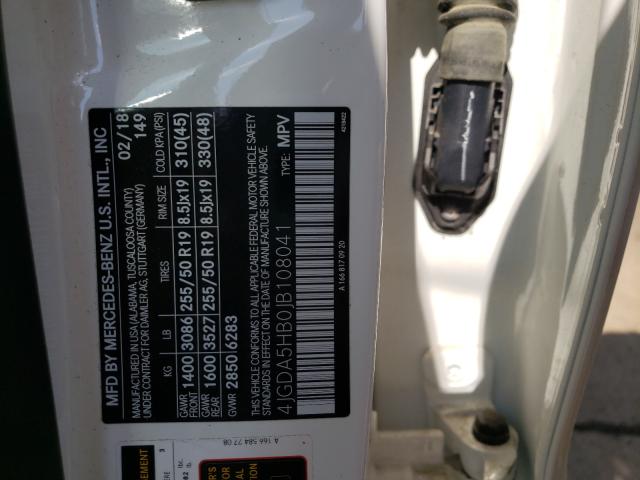 MFD BY MERCEDES-BENZ U.S. INTL., INC
MANUFACTURED IN USA (ALABAMA, TUSCALOOSA COUNTY) 02/18
UNDER CONTRACT FOR DAIMLER AG, STUTTGART (GERMANY) 149
KG LB TIRES RIM SIZE COLD KPA (PSI)
GAWR FRONT 1400 3086 255/50 R19 8.5Jx19 310(45)
GAWR REAR 1600 3527 255/50 R19 8.5Jx19 330(48)
GVWR 2850 6283
THIS VEHICLE CONFORMS TO ALL APPLICABLE FEDERAL MOTOR VEHICLE SAFETY
STANDARDS IN EFFECT ON THE DATE OF MANUFACTURE SHOWN ABOVE.
4JGDA5HB0JB108041 TYPE: MPV
A 166 817 09 20 4219422
A 166 584 77 08